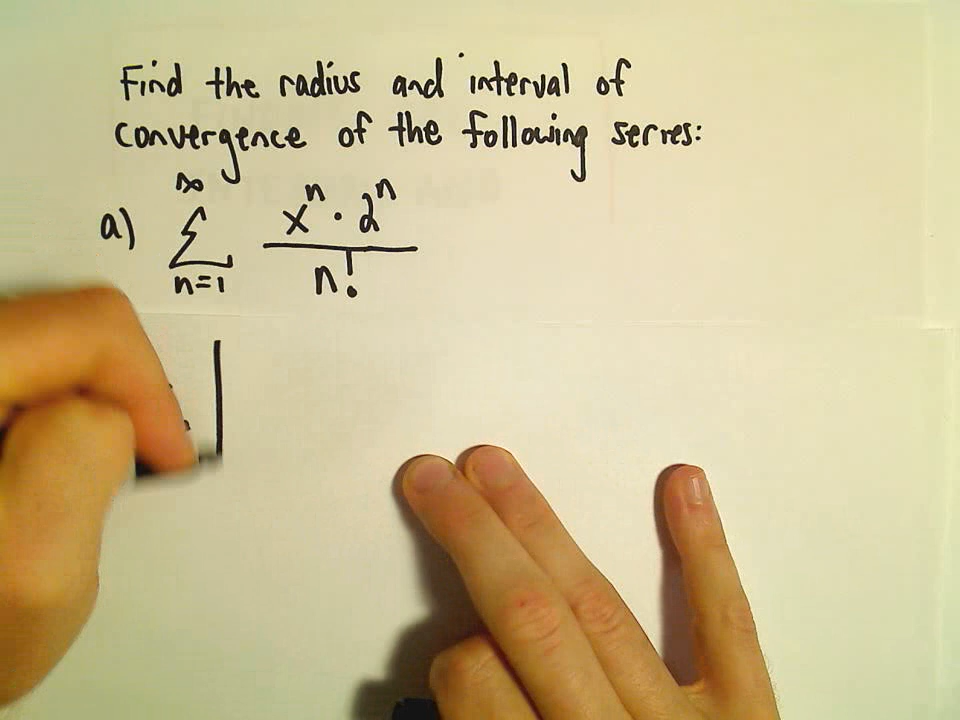 Find the radius and interval of
convergence of the following series:
a) ∞ Σ n=1 xⁿ · 2ⁿ / n!